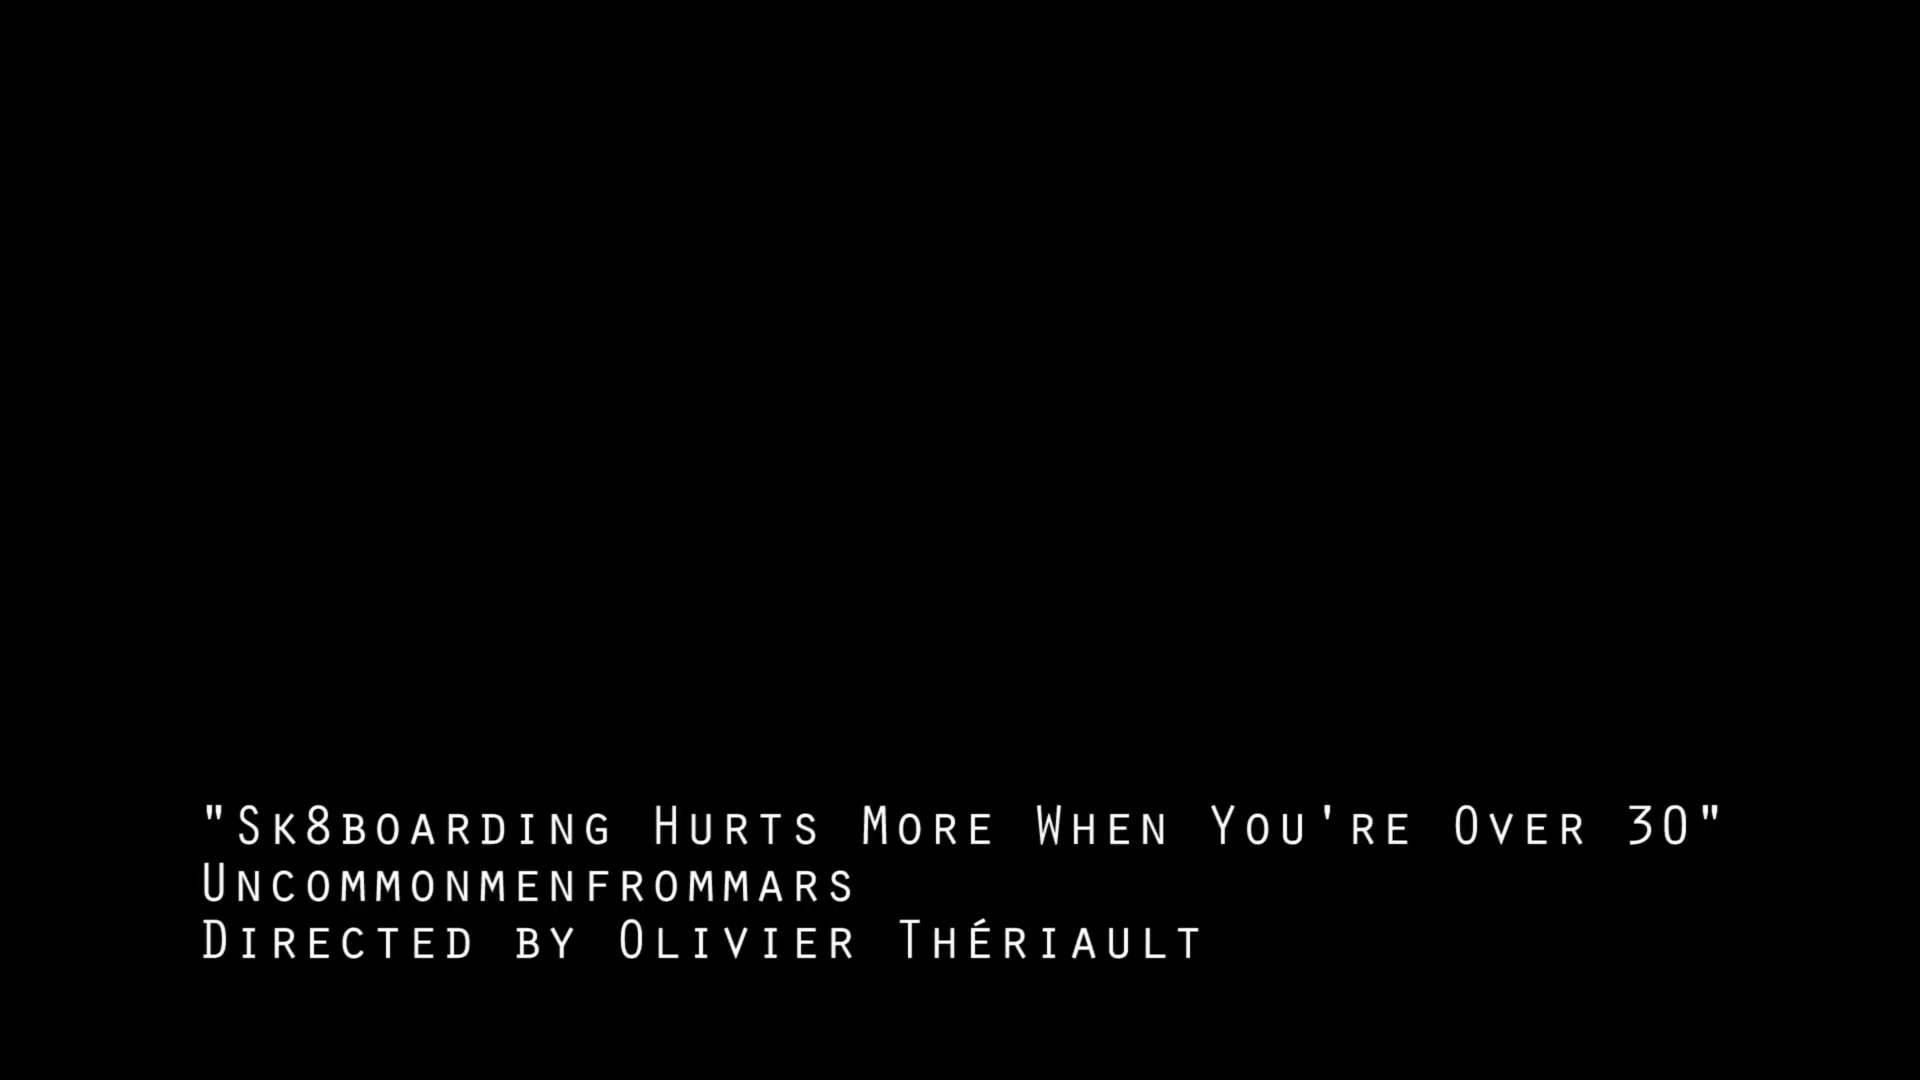 "Sk8boarding Hurts More When You're Over 30"
Uncommonmenfrommars
Directed by Olivier Thériault